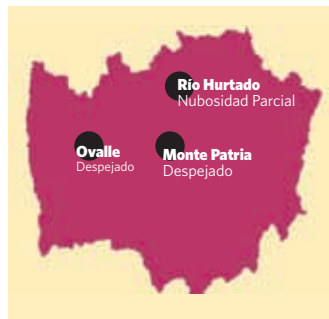 Río Hurtado
Nubosidad Parcial
Ovalle
Despejado
Monte Patria
Despejado